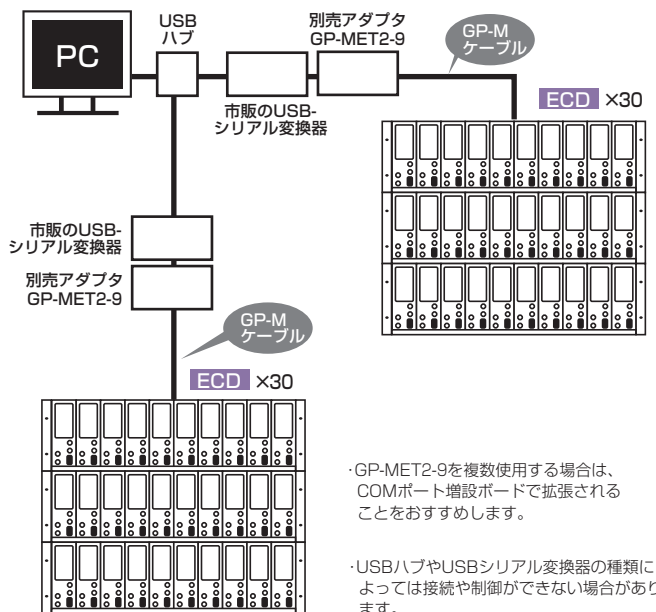 PC
USB
ハブ
別売アダプタ
GP-MET2-9
GP-M
ケーブル
市販のUSB-
シリアル変換器
ECD ×30
市販のUSB-
シリアル変換器
別売アダプタ
GP-MET2-9
GP-M
ケーブル
ECD ×30
·GP-MET2-9を複数使用する場合は、
COMポート増設ボードで拡張される
ことをおすすめします。
·USBハブやUSBシリアル変換器の種類に
よっては接続や制御ができない場合があり
ます。